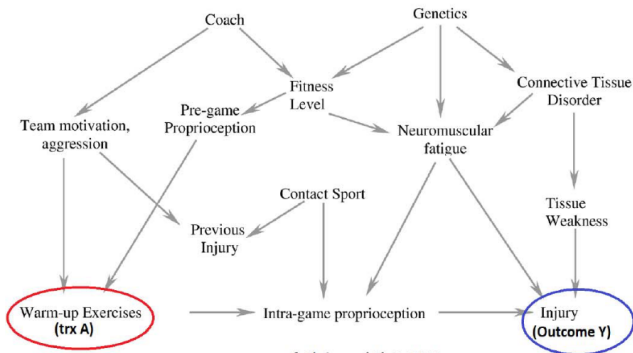 Coach
Genetics
Fitness
Level
Connective Tissue
Disorder
Pre-game
Proprioception
Team motivation,
aggression
Neuromuscular
fatigue
Contact Sport
Previous
Injury
Tissue
Weakness
Warm-up Exercises
(trx A)
Intra-game proprioception
Injury
(Outcome Y)